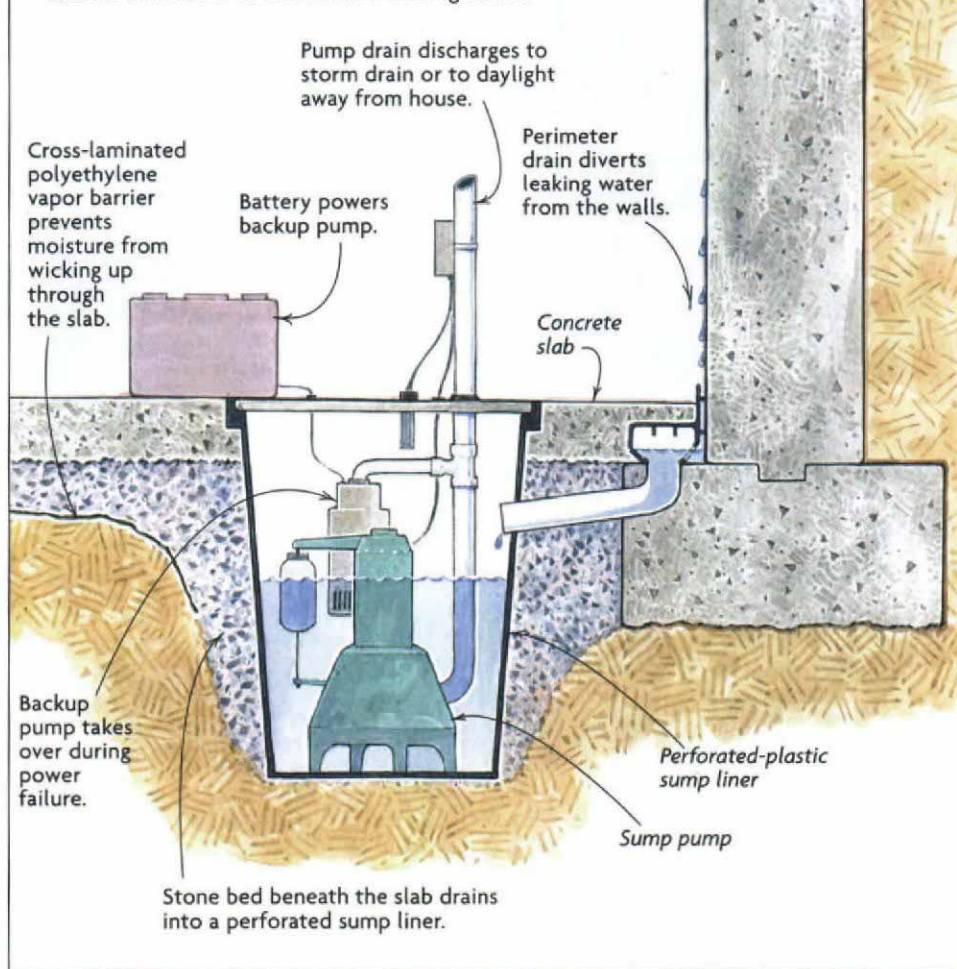 Pump drain discharges to
storm drain or to daylight
away from house.
Perimeter
drain diverts
leaking water
from the walls.
Cross-laminated
polyethylene
vapor barrier
prevents
moisture from
wicking up
through
the slab.
Battery powers
backup pump.
Concrete
slab
Backup
pump takes
over during
power
failure.
Perforated-plastic
sump liner
Sump pump
Stone bed beneath the slab drains
into a perforated sump liner.